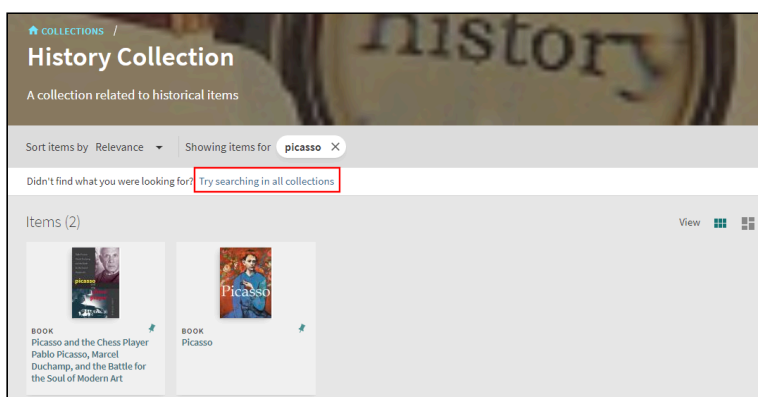 COLLECTIONS /
History Collection
A collection related to historical items
history
Sort items by Relevance
Showing items for picasso ×
Didn't find what you were looking for? Try searching in all collections
Items (2)
View
picasso
Picasso
BOOK
Picasso and the Chess Player
Pablo Picasso, Marcel
Duchamp, and the Battle for
the Soul of Modern Art
BOOK
Picasso